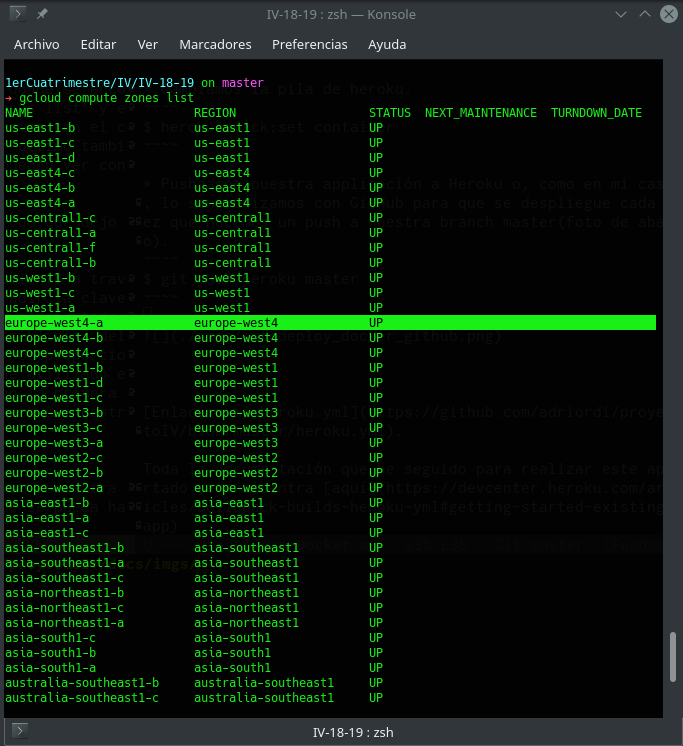 IV-18-19 : zsh — Konsole
Archivo Editar Ver Marcadores Preferencias Ayuda
1erCuatrimestre/IV/IV-18-19 on master
→ gcloud compute zones list
NAME REGION STATUS NEXT_MAINTENANCE TURNDOWN_DATE
us-east1-b us-east1 UP
us-east1-c us-east1 UP
us-east1-d us-east1 UP
us-east4-c us-east4 UP
us-east4-b us-east4 UP
us-east4-a us-east4 UP
us-central1-c us-central1 UP
us-central1-a us-central1 UP
us-central1-f us-central1 UP
us-central1-b us-central1 UP
us-west1-b us-west1 UP
us-west1-c us-west1 UP
us-west1-a us-west1 UP
europe-west4-a europe-west4 UP
europe-west4-b europe-west4 UP
europe-west4-c europe-west4 UP
europe-west1-b europe-west1 UP
europe-west1-d europe-west1 UP
europe-west1-c europe-west1 UP
europe-west3-b europe-west3 UP
europe-west3-c europe-west3 UP
europe-west3-a europe-west3 UP
europe-west2-c europe-west2 UP
europe-west2-b europe-west2 UP
europe-west2-a europe-west2 UP
asia-east1-b asia-east1 UP
asia-east1-a asia-east1 UP
asia-east1-c asia-east1 UP
asia-southeast1-b asia-southeast1 UP
asia-southeast1-a asia-southeast1 UP
asia-southeast1-c asia-southeast1 UP
asia-northeast1-b asia-northeast1 UP
asia-northeast1-c asia-northeast1 UP
asia-northeast1-a asia-northeast1 UP
asia-south1-c asia-south1 UP
asia-south1-b asia-south1 UP
asia-south1-a asia-south1 UP
australia-southeast1-b australia-southeast1 UP
australia-southeast1-c australia-southeast1 UP
IV-18-19 : zsh